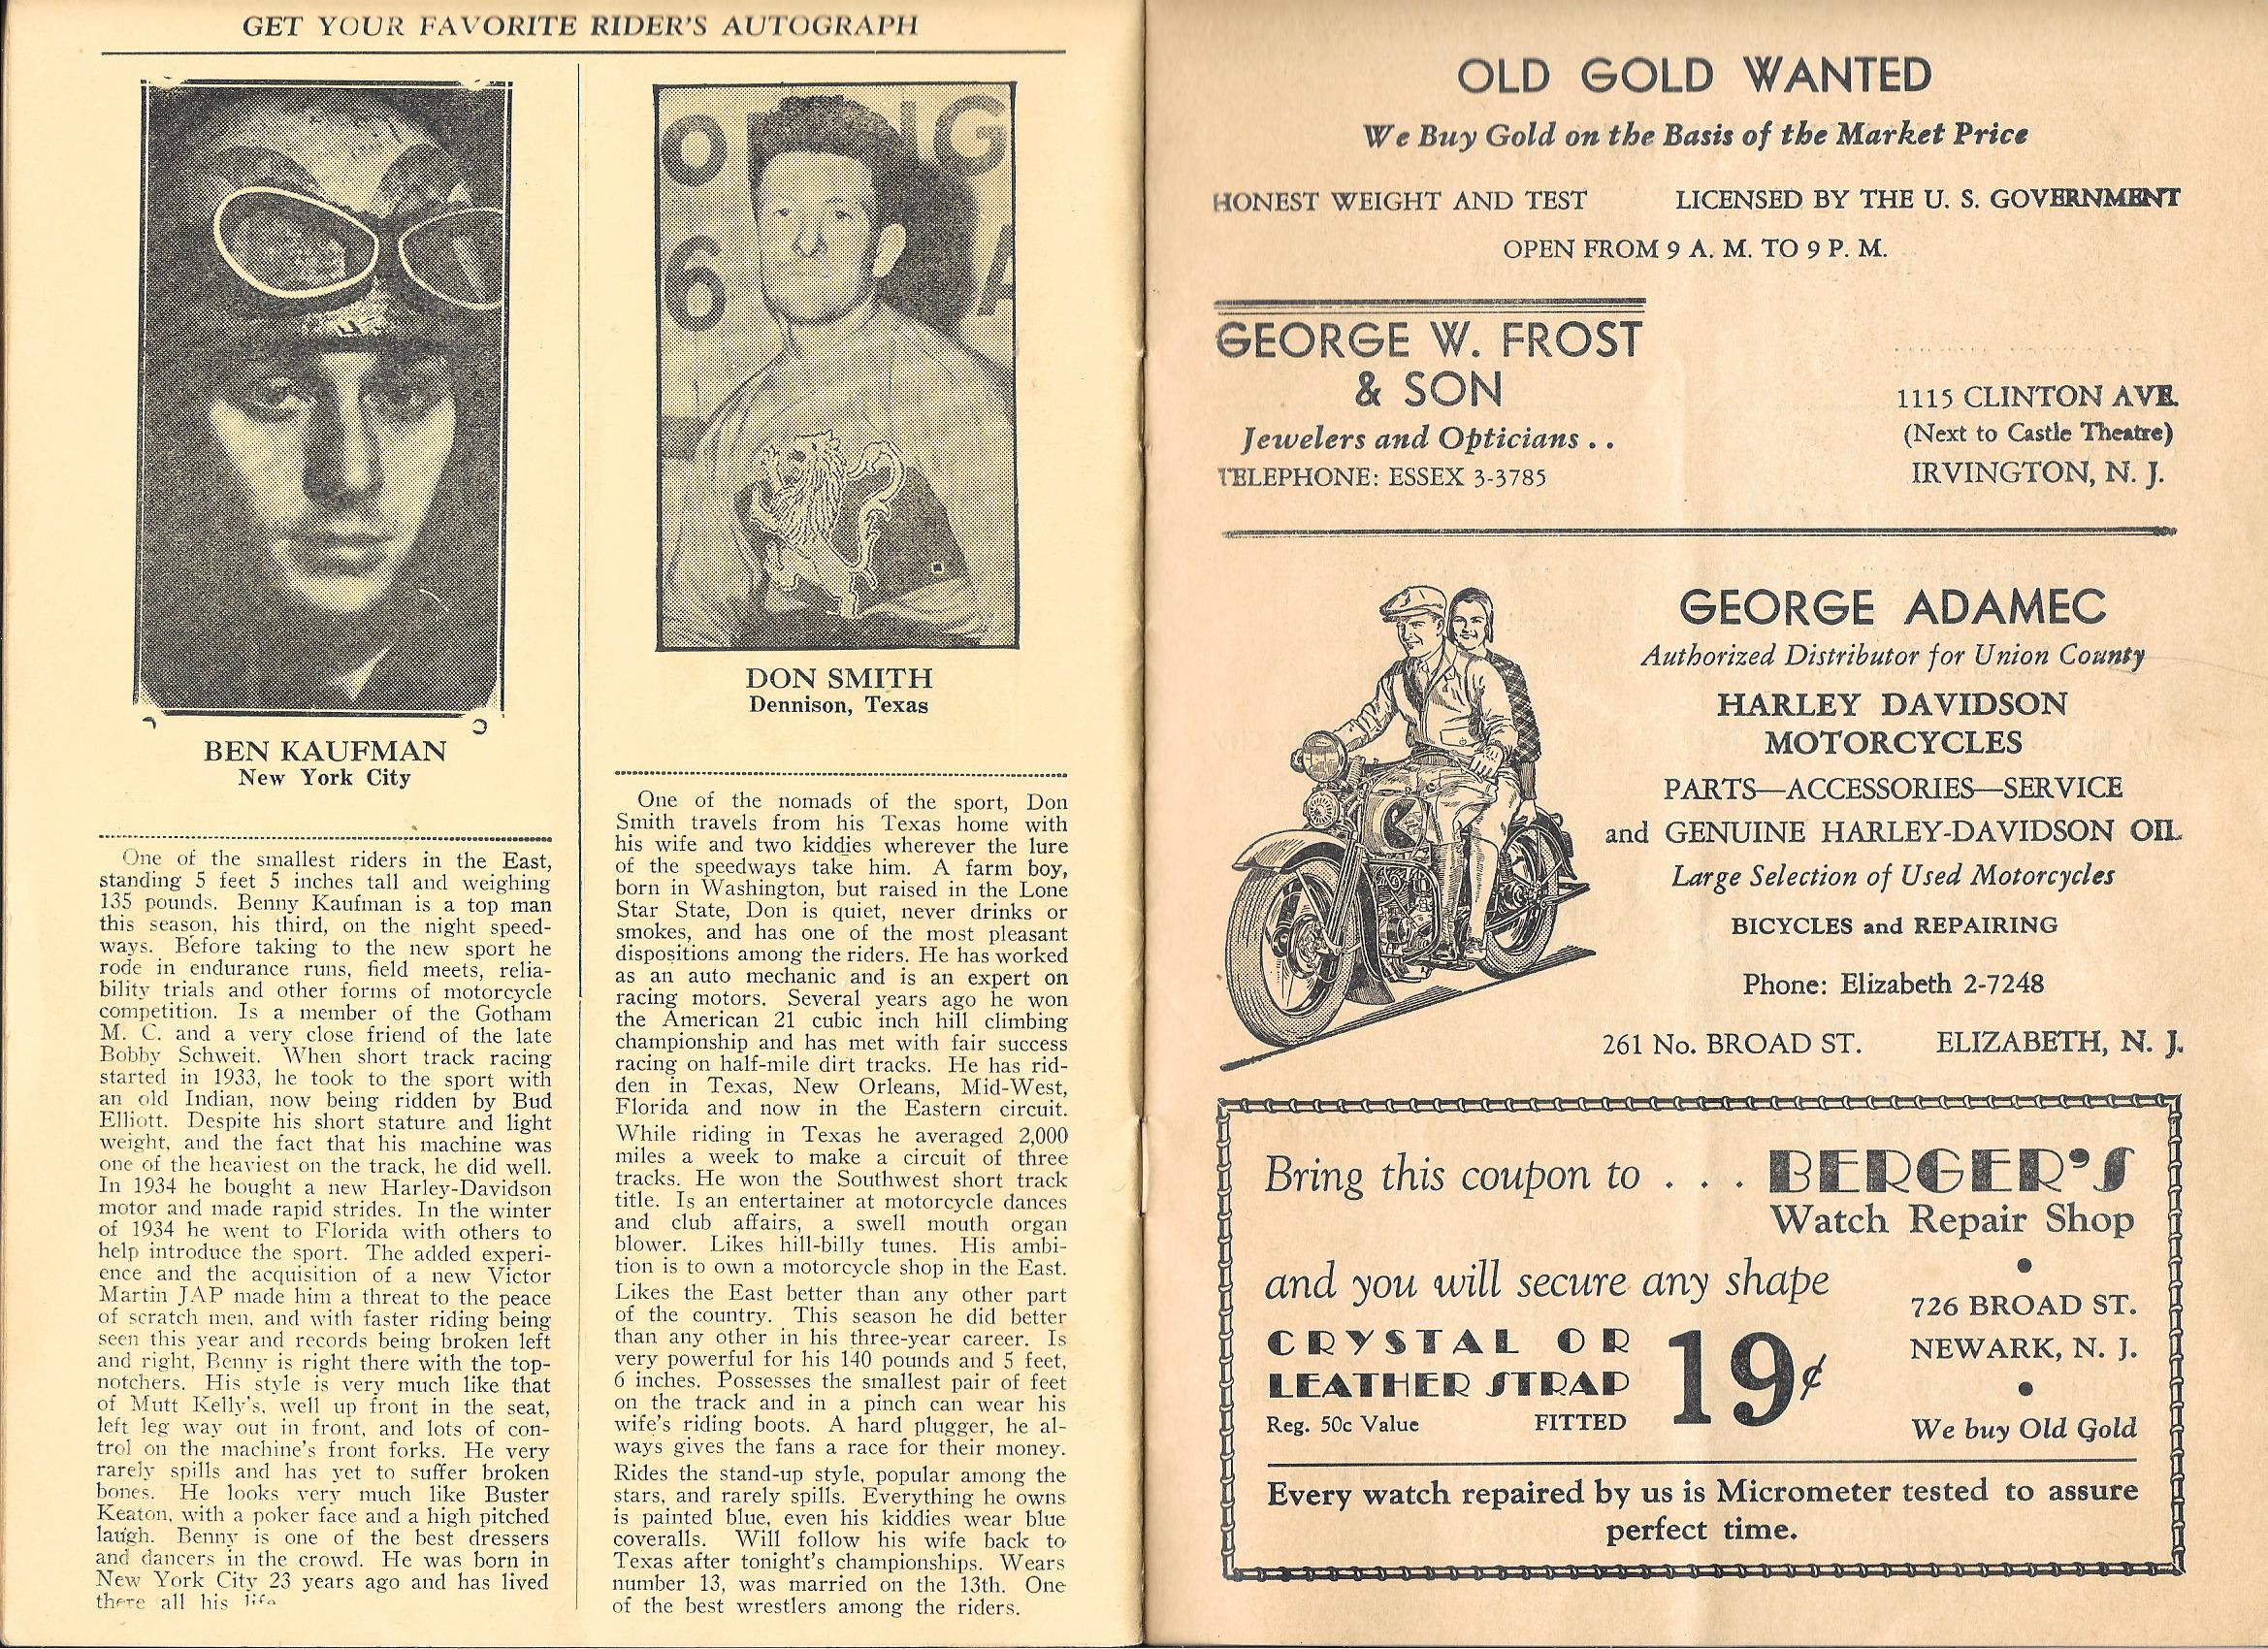 GET YOUR FAVORITE RIDER'S AUTOGRAPH
BEN KAUFMAN
New York City
One of the smallest riders in the East,
standing 5 feet 5 inches tall and weighing
135 pounds. Benny Kaufman is a top man
this season, his third, on the night speed-
ways. Before taking to the new sport he
rode in endurance runs, field meets, relia-
bility trials and other forms of motorcycle
competition. Is a member of the Gotham
M. C. and a very close friend of the late
Bobby Schweit. When short track racing
started in 1933, he took to the sport with
an old Indian, now being ridden by Bud
Elliott. Despite his short stature and light
weight, and the fact that his machine was
one of the heaviest on the track, he did well.
In 1934 he bought a new Harley-Davidson
motor and made rapid strides. In the winter
of 1934 he went to Florida with others to
help introduce the sport. The added experi-
ence and the acquisition of a new Victor
Martin JAP made him a threat to the peace
of scratch men, and with faster riding being
seen this year and records being broken left
and right, Benny is right there with the top-
notchers. His style is very much like that
of Mutt Kelly's, well up front in the seat,
left leg way out in front, and lots of con-
trol on the machine's front forks. He very
rarely spills and has yet to suffer broken
bones. He looks very much like Buster
Keaton, with a poker face and a high pitched
laugh. Benny is one of the best dressers
and dancers in the crowd. He was born in
New York City 23 years ago and has lived
there all his life
O NG
6 A
DON SMITH
Dennison, Texas
One of the nomads of the sport, Don
Smith travels from his Texas home with
his wife and two kiddies wherever the lure
of the speedways take him. A farm boy,
born in Washington, but raised in the Lone
Star State, Don is quiet, never drinks or
smokes, and has one of the most pleasant
dispositions among the riders. He has worked
as an auto mechanic and is an expert on
racing motors. Several years ago he won
the American 21 cubic inch hill climbing
championship and has met with fair success
racing on half-mile dirt tracks. He has rid-
den in Texas, New Orleans, Mid-West,
Florida and now in the Eastern circuit.
While riding in Texas he averaged 2,000
miles a week to make a circuit of three
tracks. He won the Southwest short track
title. Is an entertainer at motorcycle dances
and club affairs, a swell mouth organ
blower. Likes hill-billy tunes. His ambi-
tion is to own a motorcycle shop in the East.
Likes the East better than any other part
of the country. This season he did better
than any other in his three-year career. Is
very powerful for his 140 pounds and 5 feet,
6 inches. Possesses the smallest pair of feet
on the track and in a pinch can wear his
wife's riding boots. A hard plugger, he al-
ways gives the fans a race for their money.
Rides the stand-up style, popular among the
stars, and rarely spills. Everything he owns
is painted blue, even his kiddies wear blue
coveralls. Will follow his wife back to
Texas after tonight's championships. Wears
number 13, was married on the 13th. One
of the best wrestlers among the riders.
OLD GOLD WANTED
We Buy Gold on the Basis of the Market Price
HONEST WEIGHT AND TEST LICENSED BY THE U. S. GOVERNMENT
OPEN FROM 9 A. M. TO 9 P. M.
GEORGE W. FROST
& SON
Jewelers and Opticians . .
TELEPHONE: ESSEX 3-3785
1115 CLINTON AVE.
(Next to Castle Theatre)
IRVINGTON, N. J.
GEORGE ADAMEC
Authorized Distributor for Union County
HARLEY DAVIDSON
MOTORCYCLES
PARTS—ACCESSORIES—SERVICE
and GENUINE HARLEY-DAVIDSON OIL
Large Selection of Used Motorcycles
BICYCLES and REPAIRING
Phone: Elizabeth 2-7248
261 No. BROAD ST. ELIZABETH, N. J.
Bring this coupon to . . . BERGER'S
Watch Repair Shop
and you will secure any shape
CRYSTAL OR
LEATHER STRAP
Reg. 50c Value FITTED
19¢
726 BROAD ST.
NEWARK, N. J.
We buy Old Gold
Every watch repaired by us is Micrometer tested to assure
perfect time.